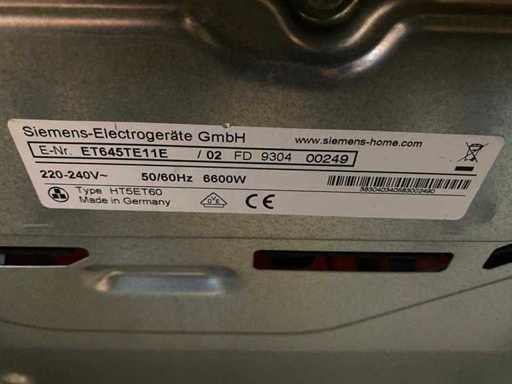 Siemens-Electrogeräte GmbH www.siemens-home.com
E-Nr. ET645TE11E / 02 FD 9304 00249
220-240V~ 50/60Hz 6600W
Type HT5ET60
Made in Germany
CE